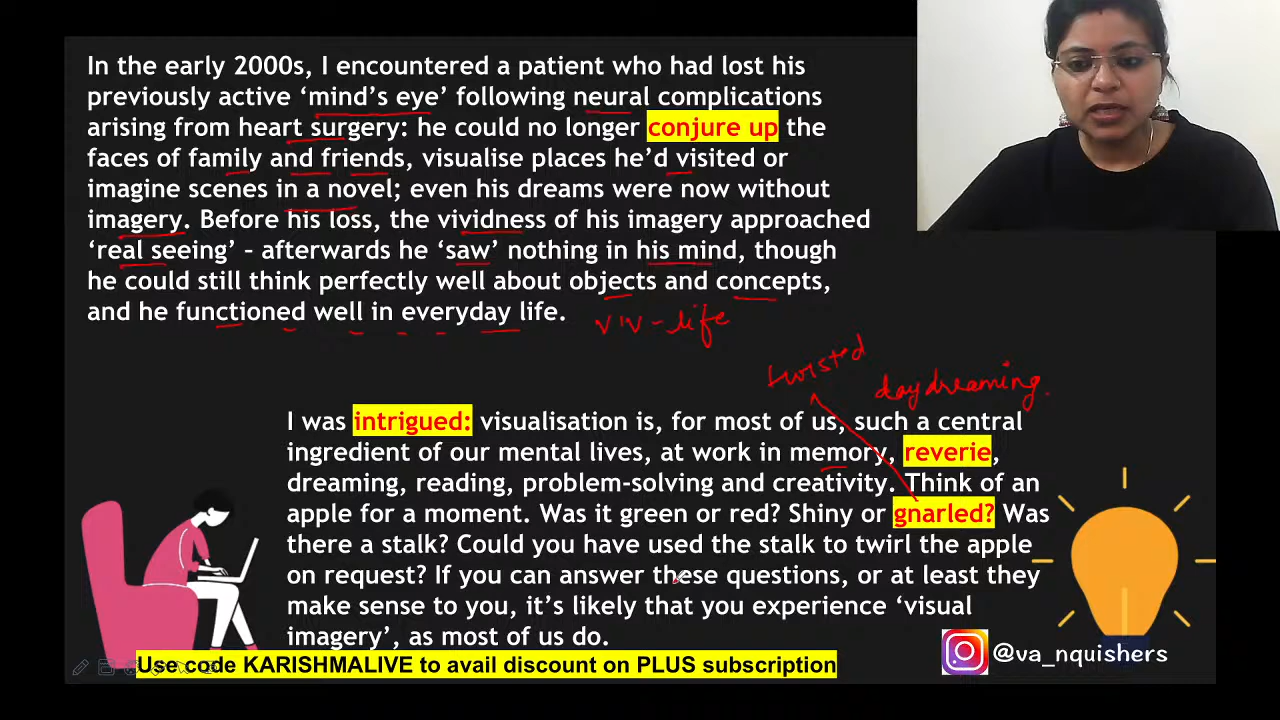 In the early 2000s, I encountered a patient who had lost his
previously active ‘mind’s eye’ following neural complications
arising from heart surgery: he could no longer conjure up the
faces of family and friends, visualise places he’d visited or
imagine scenes in a novel; even his dreams were now without
imagery. Before his loss, the vividness of his imagery approached
‘real seeing’ – afterwards he ‘saw’ nothing in his mind, though
he could still think perfectly well about objects and concepts,
and he functioned well in everyday life.
viv-life
twisted
daydreaming.
I was intrigued: visualisation is, for most of us, such a central
ingredient of our mental lives, at work in memory, reverie,
dreaming, reading, problem-solving and creativity. Think of an
apple for a moment. Was it green or red? Shiny or gnarled? Was
there a stalk? Could you have used the stalk to twirl the apple
on request? If you can answer these questions, or at least they
make sense to you, it’s likely that you experience ‘visual
imagery’, as most of us do.
Use code KARISHMALIVE to avail discount on PLUS subscription
@va_nquishers